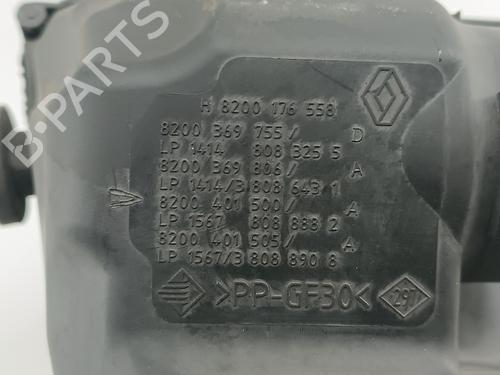 B-PARTS
H 8200 176 558
8200 369 755/ D
LP 1414 808 325 5
8200 369 806/ A
LP 1414/3 808 643 1
8200 401 500/ A
LP 1567 808 888 2
8200 401 505/ A
LP 1567/3 808 890 8
>PP-GF30< 297